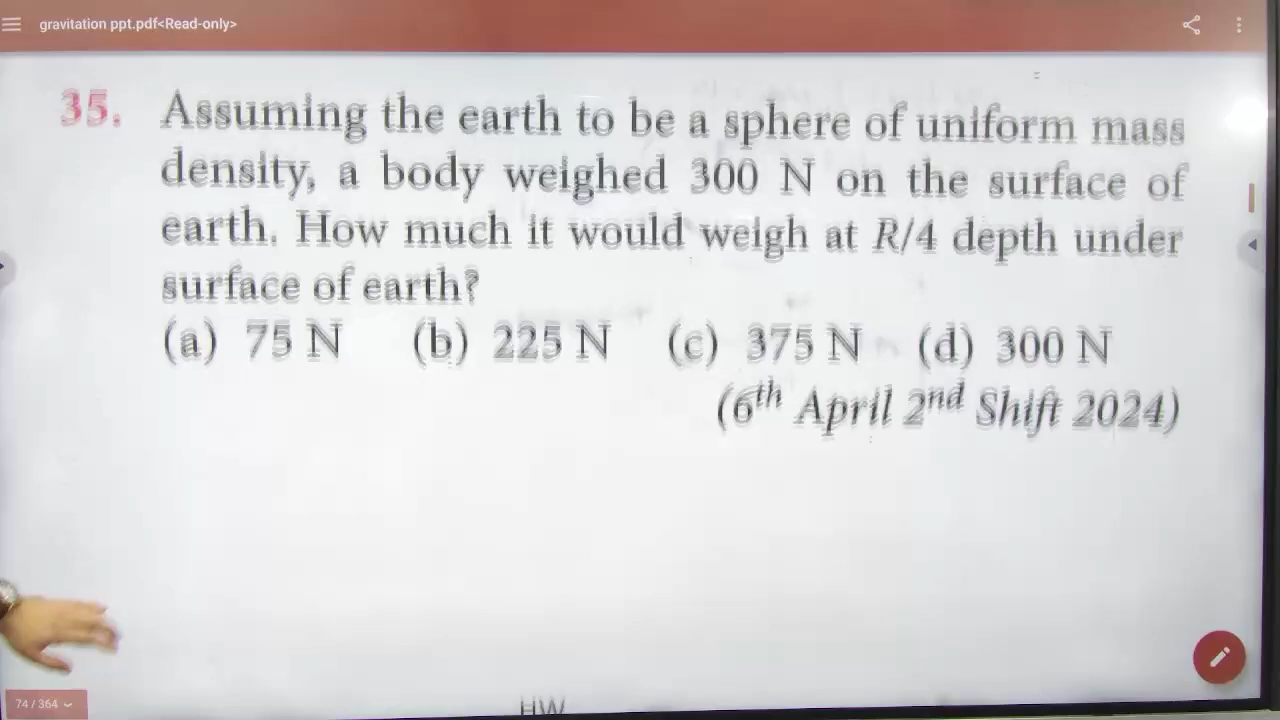 gravitation ppt.pdf<Read-only>
35. Assuming the earth to be a sphere of uniform mass
density, a body weighed 300 N on the surface of
earth. How much it would weigh at R/4 depth under
surface of earth?
(a) 75 N (b) 225 N (c) 375 N (d) 300 N
(6th April 2nd Shift 2024)
74 / 364
HW